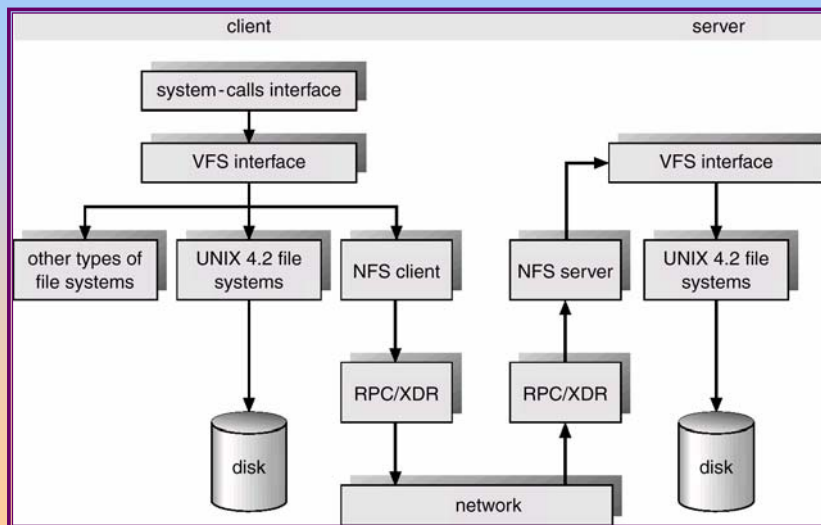 client
server
system-calls interface
VFS interface
VFS interface
other types of
file systems
UNIX 4.2 file
systems
NFS client
NFS server
UNIX 4.2 file
systems
RPC/XDR
RPC/XDR
disk
disk
network